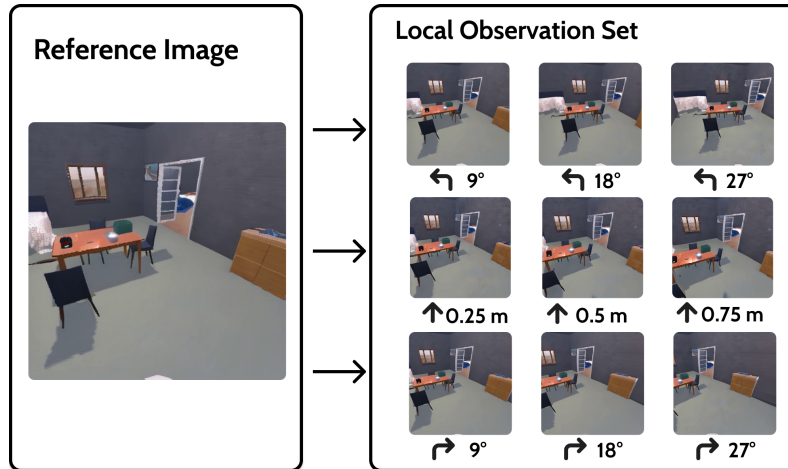 Reference Image
Local Observation Set
9°
18°
27°
0.25 m
0.5 m
0.75 m
9°
18°
27°